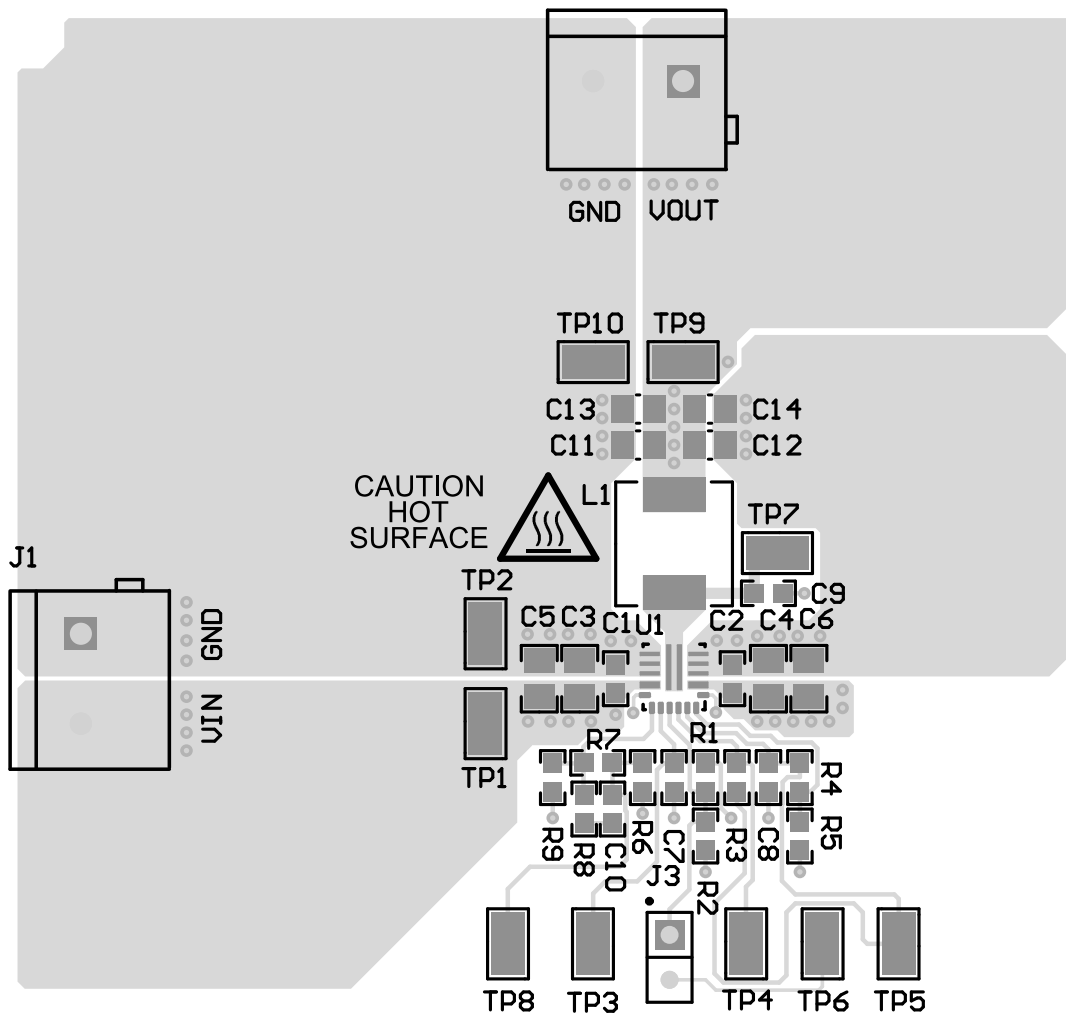 GND VOUT
TP10 TP9
C13 C14
C11 C12
CAUTION
HOT
SURFACE
L1
TP7
J1
TP2
C9
GND
C5 C3 C1 U1 C2 C4 C6
VIN
TP1
R7 R1
R4
R5
R9 R8 C10 R6 C7 R3 C8
J3
R2
TP8 TP3 TP4 TP6 TP5